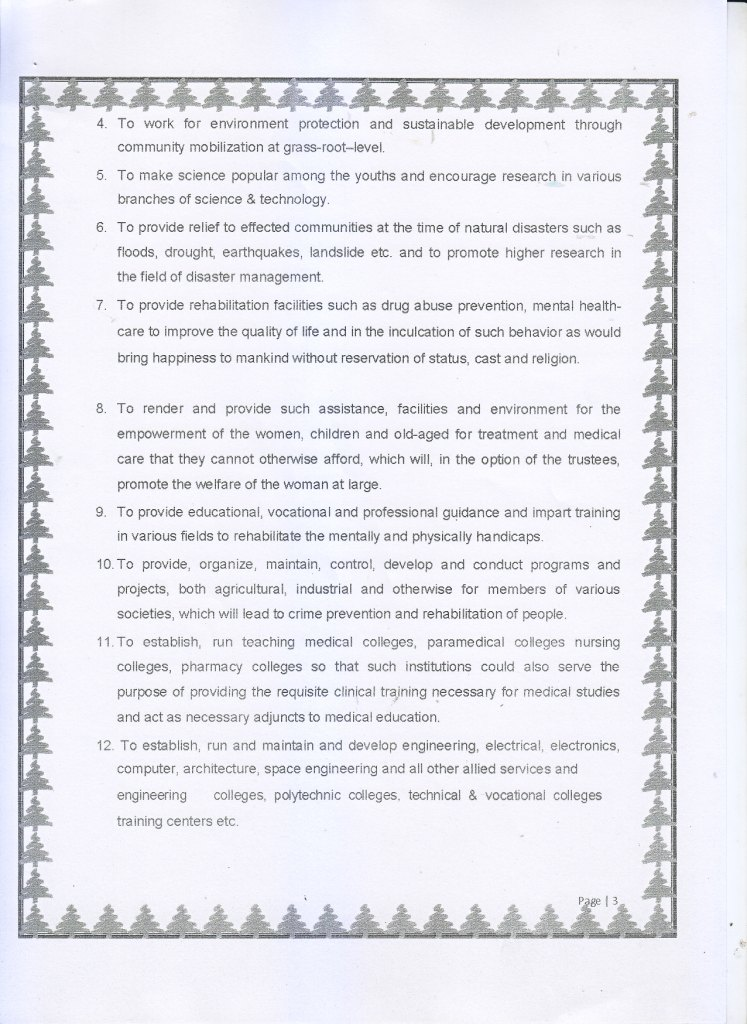 4. To work for environment protection and sustainable development through
community mobilization at grass-root–level.
5. To make science popular among the youths and encourage research in various
branches of science & technology.
6. To provide relief to effected communities at the time of natural disasters such as
floods, drought, earthquakes, landslide etc. and to promote higher research in
the field of disaster management.
7. To provide rehabilitation facilities such as drug abuse prevention, mental health-
care to improve the quality of life and in the inculcation of such behavior as would
bring happiness to mankind without reservation of status, cast and religion.
8. To render and provide such assistance, facilities and environment for the
empowerment of the women, children and old-aged for treatment and medical
care that they cannot otherwise afford, which will, in the option of the trustees,
promote the welfare of the woman at large.
9. To provide educational, vocational and professional guidance and impart training
in various fields to rehabilitate the mentally and physically handicaps.
10. To provide, organize, maintain, control, develop and conduct programs and
projects, both agricultural, industrial and otherwise for members of various
societies, which will lead to crime prevention and rehabilitation of people.
11. To establish, run teaching medical colleges, paramedical colleges nursing
colleges, pharmacy colleges so that such institutions could also serve the
purpose of providing the requisite clinical training necessary for medical studies
and act as necessary adjuncts to medical education.
12. To establish, run and maintain and develop engineering, electrical, electronics,
computer, architecture, space engineering and all other allied services and
engineering colleges, polytechnic colleges, technical & vocational colleges
training centers etc.
Page | 3